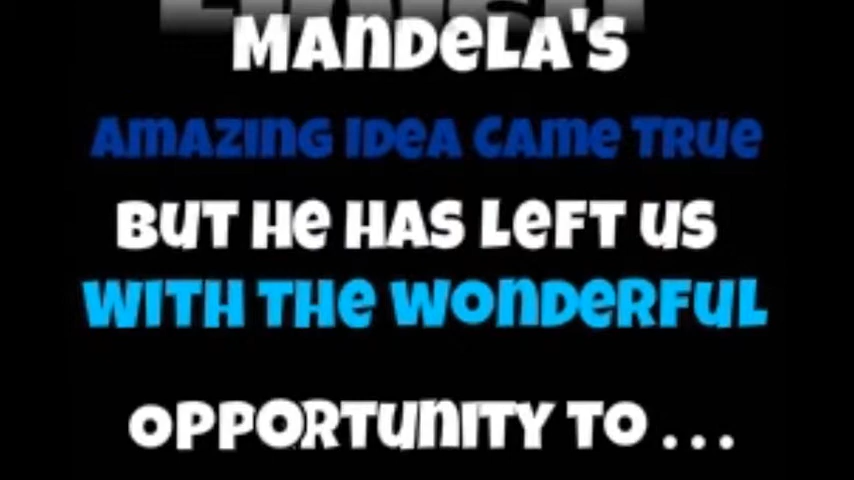 MANDELA'S
AMAZING IDEA CAME TRUE
BUT HE HAS LEFT US
WITH THE WONDERFUL
OPPORTUNITY TO ...